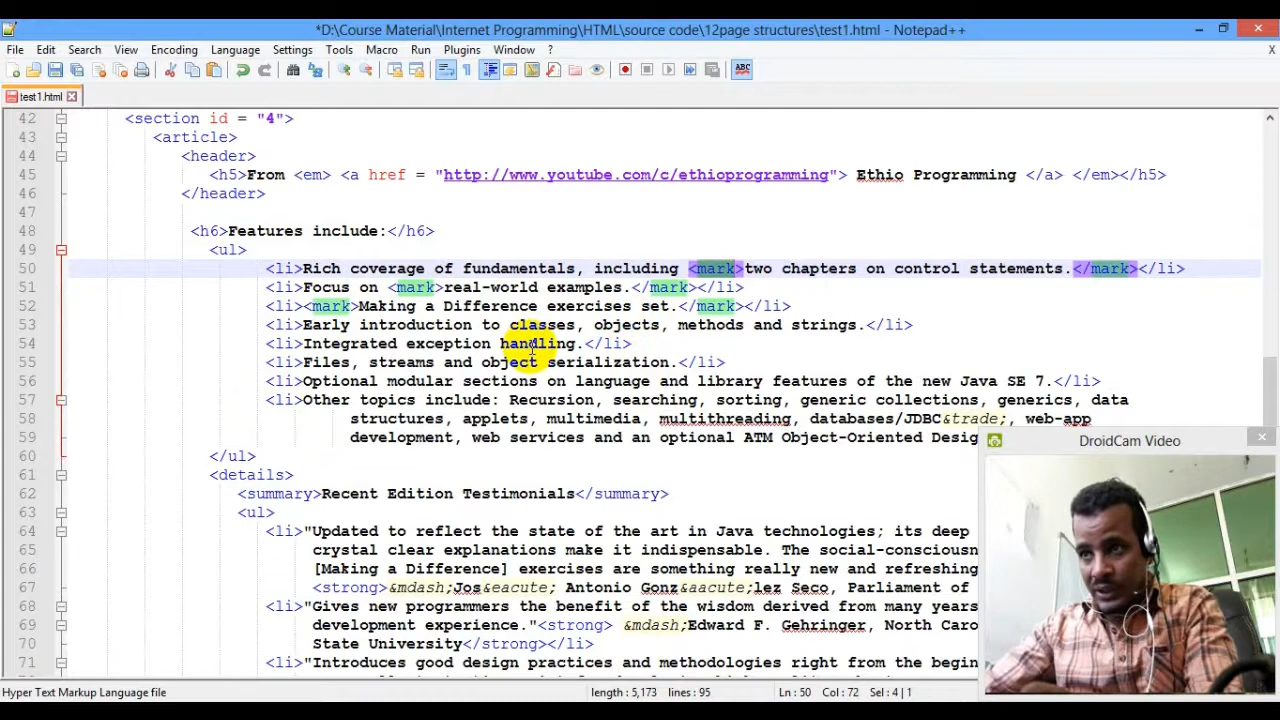 *D:\Course Material\Internet Programming\HTML\source code\12page structures\test1.html - Notepad++
File Edit Search View Encoding Language Settings Tools Macro Run Plugins Window ? X
test1.html
42 <section id = "4">
43 <article>
44 <header>
45 <h5>From <em> <a href = "http://www.youtube.com/c/ethioprogramming"> Ethio Programming </a> </em></h5>
46 </header>
47
48 <h6>Features include:</h6>
49 <ul>
50 <li>Rich coverage of fundamentals, including <mark>two chapters on control statements.</mark></li>
51 <li>Focus on <mark>real-world examples.</mark></li>
52 <li><mark>Making a Difference exercises set.</mark></li>
53 <li>Early introduction to classes, objects, methods and strings.</li>
54 <li>Integrated exception handling.</li>
55 <li>Files, streams and object serialization.</li>
56 <li>Optional modular sections on language and library features of the new Java SE 7.</li>
57 <li>Other topics include: Recursion, searching, sorting, generic collections, generics, data
58 structures, applets, multimedia, multithreading, databases/JDBC&trade;, web-app
59 development, web services and an optional ATM Object-Oriented Desig
60 </ul>
61 <details>
62 <summary>Recent Edition Testimonials</summary>
63 <ul>
64 <li>"Updated to reflect the state of the art in Java technologies; its deep
65 crystal clear explanations make it indispensable. The social-consciousn
66 [Making a Difference] exercises are something really new and refreshing
67 <strong>&mdash;Jos&eacute; Antonio Gonz&aacute;lez Seco, Parliament of
68 <li>"Gives new programmers the benefit of the wisdom derived from many years
69 development experience."<strong> &mdash;Edward F. Gehringer, North Caro
70 State University</strong></li>
71 <li>"Introduces good design practices and methodologies right from the begin
DroidCam Video
Hyper Text Markup Language file length : 5,173 lines : 95 Ln : 50 Col : 72 Sel : 4 | 1